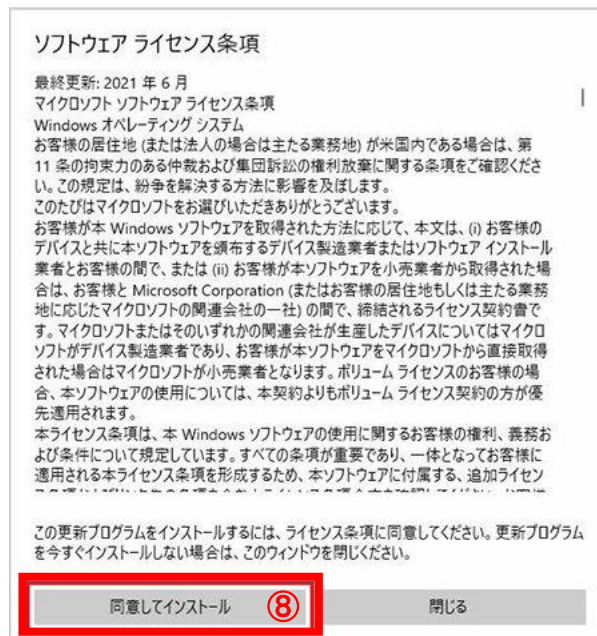 ソフトウェア ライセンス条項
最終更新: 2021 年 6 月
マイクロソフト ソフトウェア ライセンス条項
Windows オペレーティング システム
お客様の居住地 (または法人の場合は主たる業務地) が米国内である場合は、第
11 条の拘束力のある仲裁および集団訴訟の権利放棄に関する条項をご確認くださ
い。この規定は、紛争を解決する方法に影響を及ぼします。
このたびはマイクロソフトをお選びいただきありがとうございます。
お客様が本 Windows ソフトウェアを取得された方法に応じて、本文は、(i) お客様の
デバイスと共に本ソフトウェアを頒布するデバイス製造業者またはソフトウェア インストール
業者とお客様の間で、または (ii) お客様が本ソフトウェアを小売業者から取得された場
合は、お客様と Microsoft Corporation (またはお客様の居住地もしくは主たる業務
地に応じたマイクロソフトの関連会社の一社) の間で、締結されるライセンス契約書で
す。マイクロソフトまたはそのいずれかの関連会社が生産したデバイスについてはマイクロ
ソフトがデバイス製造業者であり、お客様が本ソフトウェアをマイクロソフトから直接取得
された場合はマイクロソフトが小売業者となります。ボリューム ライセンスのお客様の場
合、本ソフトウェアの使用については、本契約よりもボリューム ライセンス契約の方が優
先適用されます。
本ライセンス条項は、本 Windows ソフトウェアの使用に関するお客様の権利、義務お
よび条件について規定しています。すべての条項が重要であり、一体となってお客様に
適用される本ライセンス条項を形成するため、本ソフトウェアに付属する、追加ライセン
この更新プログラムをインストールするには、ライセンス条項に同意してください。更新プログラム
を今すぐインストールしない場合は、このウィンドウを閉じください。
同意してインストール ⑧ 閉じる